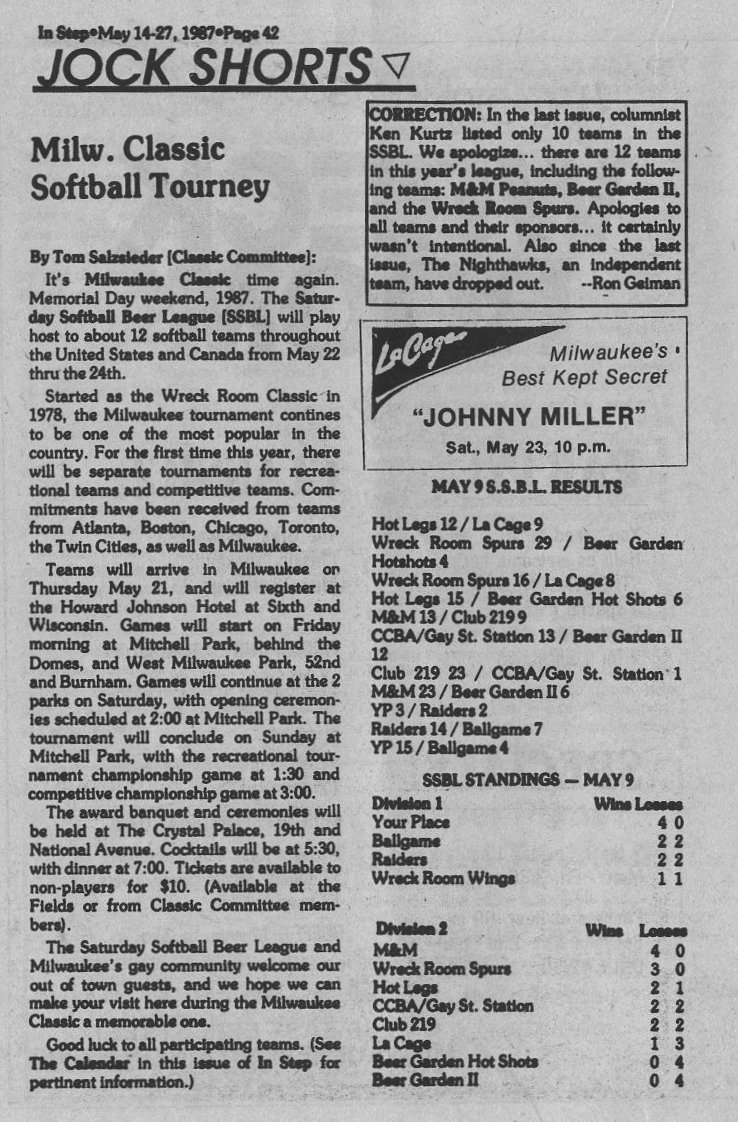 In Step•May 14-27, 1987•Page 42
JOCK SHORTS
Milw. Classic
Softball Tourney
By Tom Salzsieder [Classic Committee]:
It's Milwaukee Classic time again.
Memorial Day weekend, 1987. The Satur-
day Softball Beer League [SSBL] will play
host to about 12 softball teams throughout
the United States and Canada from May 22
thru the 24th.
Started as the Wreck Room Classic in
1978, the Milwaukee tournament contines
to be one of the most popular in the
country. For the first time this year, there
will be separate tournaments for recrea-
tional teams and competitive teams. Com-
mitments have been received from teams
from Atlanta, Boston, Chicago, Toronto,
the Twin Cities, as well as Milwaukee.
Teams will arrive in Milwaukee on
Thursday May 21, and will register at
the Howard Johnson Hotel at Sixth and
Wisconsin. Games will start on Friday
morning at Mitchell Park, behind the
Domes, and West Milwaukee Park, 52nd
and Burnham. Games will continue at the 2
parks on Saturday, with opening ceremon-
ies scheduled at 2:00 at Mitchell Park. The
tournament will conclude on Sunday at
Mitchell Park, with the recreational tour-
nament championship game at 1:30 and
competitive championship game at 3:00.
The award banquet and ceremonies will
be held at The Crystal Palace, 19th and
National Avenue. Cocktails will be at 5:30,
with dinner at 7:00. Tickets are available to
non-players for $10. (Available at the
Fields or from Classic Committee mem-
bers).
The Saturday Softball Beer League and
Milwaukee's gay community welcome our
out of town guests, and we hope we can
make your visit here during the Milwaukee
Classic a memorable one.
Good luck to all participating teams. (See
The Calendar in this issue of In Step for
pertinent information.)
CORRECTION: In the last issue, columnist
Ken Kurtz listed only 10 teams in the
SSBL. We apologize... there are 12 teams
in this year's league, including the follow-
ing teams: M&M Peanuts, Beer Garden II,
and the Wreck Room Spurs. Apologies to
all teams and their sponsors... it certainly
wasn't intentional. Also since the last
issue, The Nighthawks, an independent
team, have dropped out. --Ron Geiman
La Cage
Milwaukee's
Best Kept Secret
"JOHNNY MILLER"
Sat., May 23, 10 p.m.
MAY 9 S.S.B.L. RESULTS
Hot Legs 12 / La Cage 9
Wreck Room Spurs 29 / Beer Garden
Hotshots 4
Wreck Room Spurs 16 / La Cage 8
Hot Legs 15 / Beer Garden Hot Shots 6
M&M 13 / Club 219 9
CCBA/Gay St. Station 13 / Beer Garden II
12
Club 219 23 / CCBA/Gay St. Station 1
M&M 23 / Beer Garden II 6
YP 3 / Raiders 2
Raiders 14 / Ballgame 7
YP 15 / Ballgame 4
SSBL STANDINGS — MAY 9
Division 1 Wins Losses
Your Place 4 0
Ballgame 2 2
Raiders 2 2
Wreck Room Wings 1 1
Division 2 Wins Losses
M&M 4 0
Wreck Room Spurs 3 0
Hot Legs 2 1
CCBA/Gay St. Station 2 2
Club 219 2 2
La Cage 1 3
Beer Garden Hot Shots 0 4
Beer Garden II 0 4